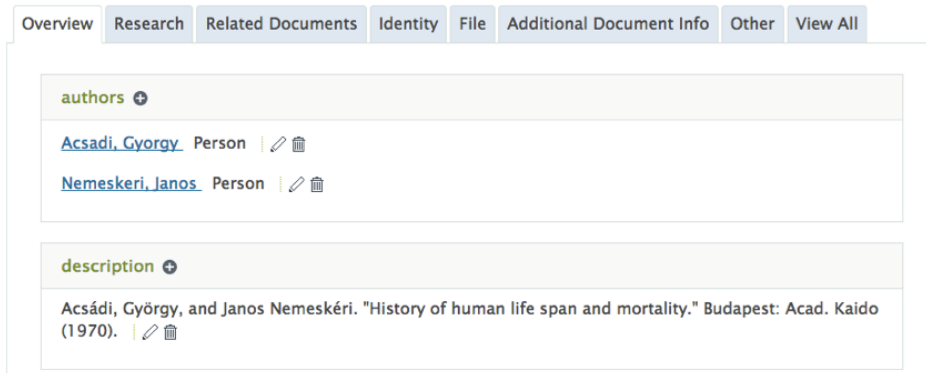 Overview Research Related Documents Identity File Additional Document Info Other View All
authors
Acsadi, Gyorgy Person
Nemeskeri, Janos Person
description
Acsádi, György, and Janos Nemeskéri. "History of human life span and mortality." Budapest: Acad. Kaido
(1970).